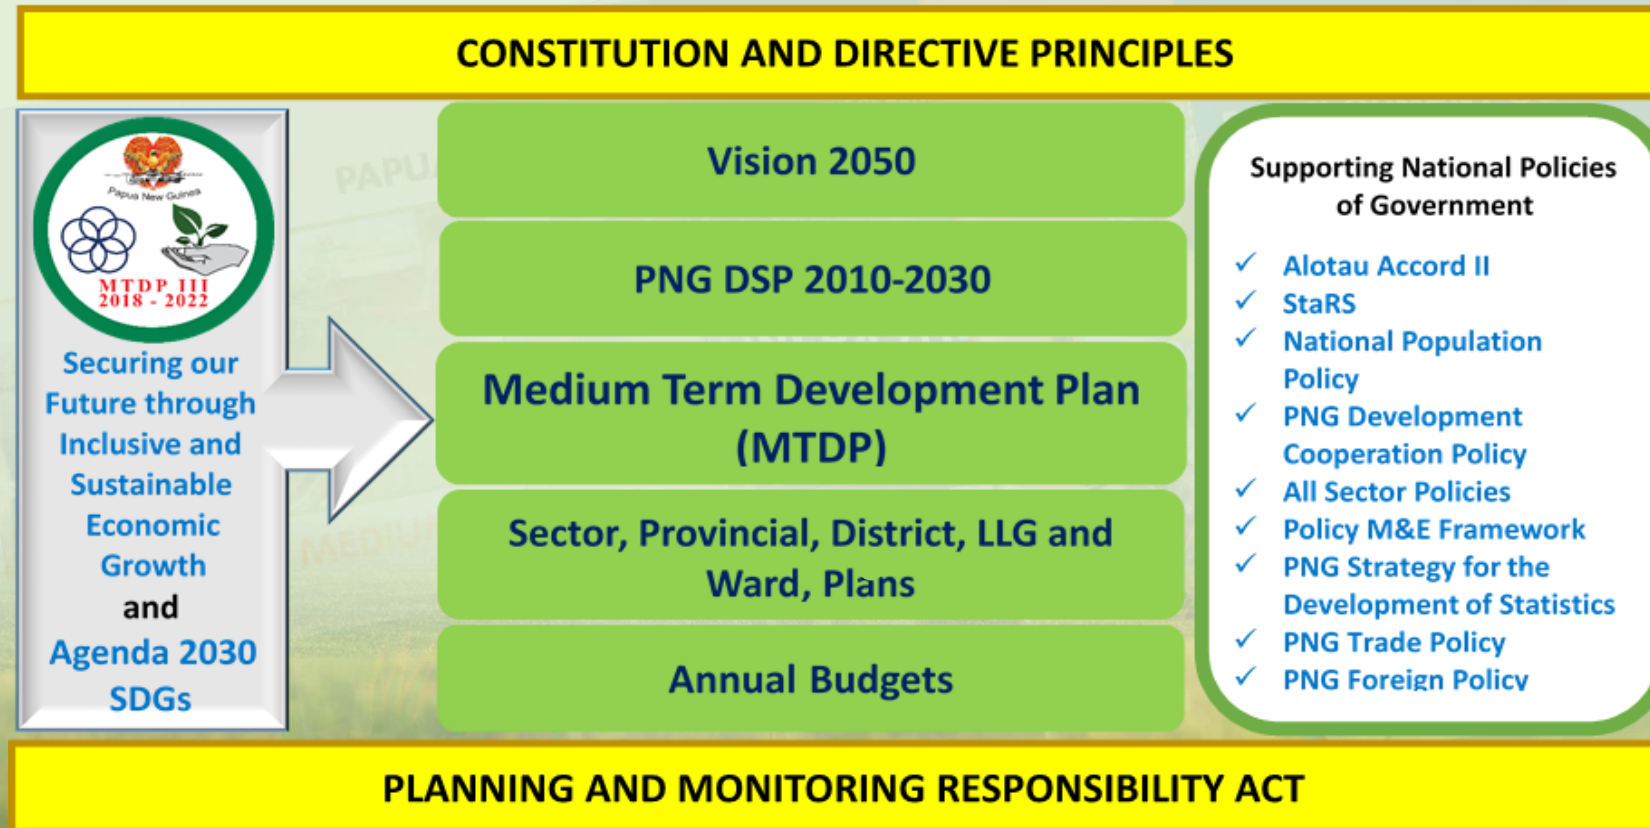 CONSTITUTION AND DIRECTIVE PRINCIPLES
Papua New Guinea
MTDP III
2018 - 2022
Securing our
Future through
Inclusive and
Sustainable
Economic
Growth
and
Agenda 2030
SDGs
Vision 2050
PNG DSP 2010-2030
Medium Term Development Plan
(MTDP)
Sector, Provincial, District, LLG and
Ward, Plans
Annual Budgets
Supporting National Policies
of Government
✓ Alotau Accord II
✓ StaRS
✓ National Population
Policy
✓ PNG Development
Cooperation Policy
✓ All Sector Policies
✓ Policy M&E Framework
✓ PNG Strategy for the
Development of Statistics
✓ PNG Trade Policy
✓ PNG Foreign Policy
PLANNING AND MONITORING RESPONSIBILITY ACT